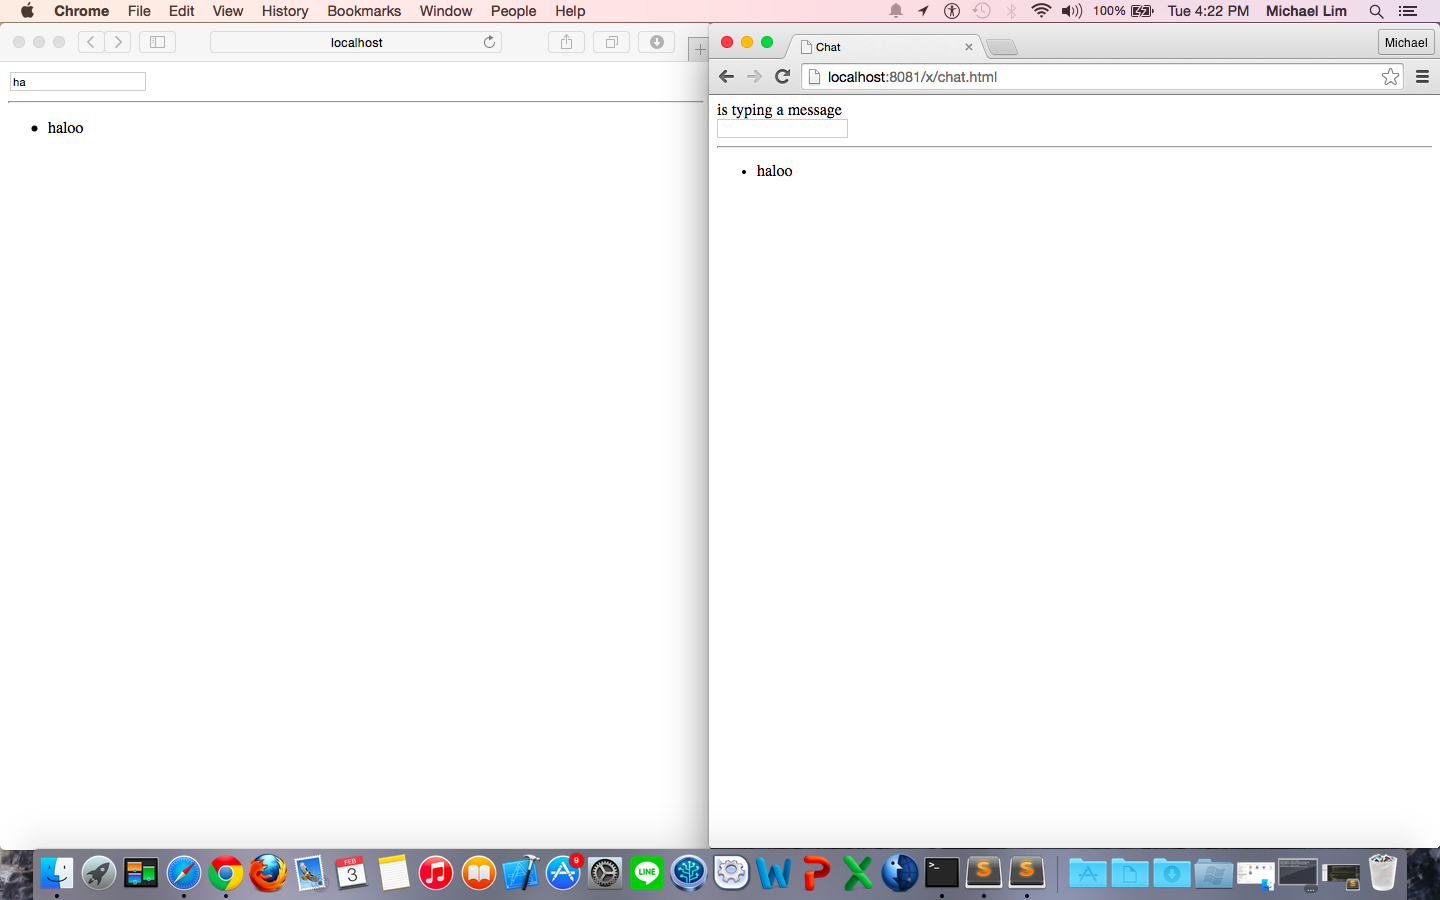 Chrome File Edit View History Bookmarks Window People Help 100% Tue 4:22 PM Michael Lim
localhost
ha
haloo
Chat
Michael
localhost:8081/x/chat.html
is typing a message
haloo
FEB
3
9
LINE